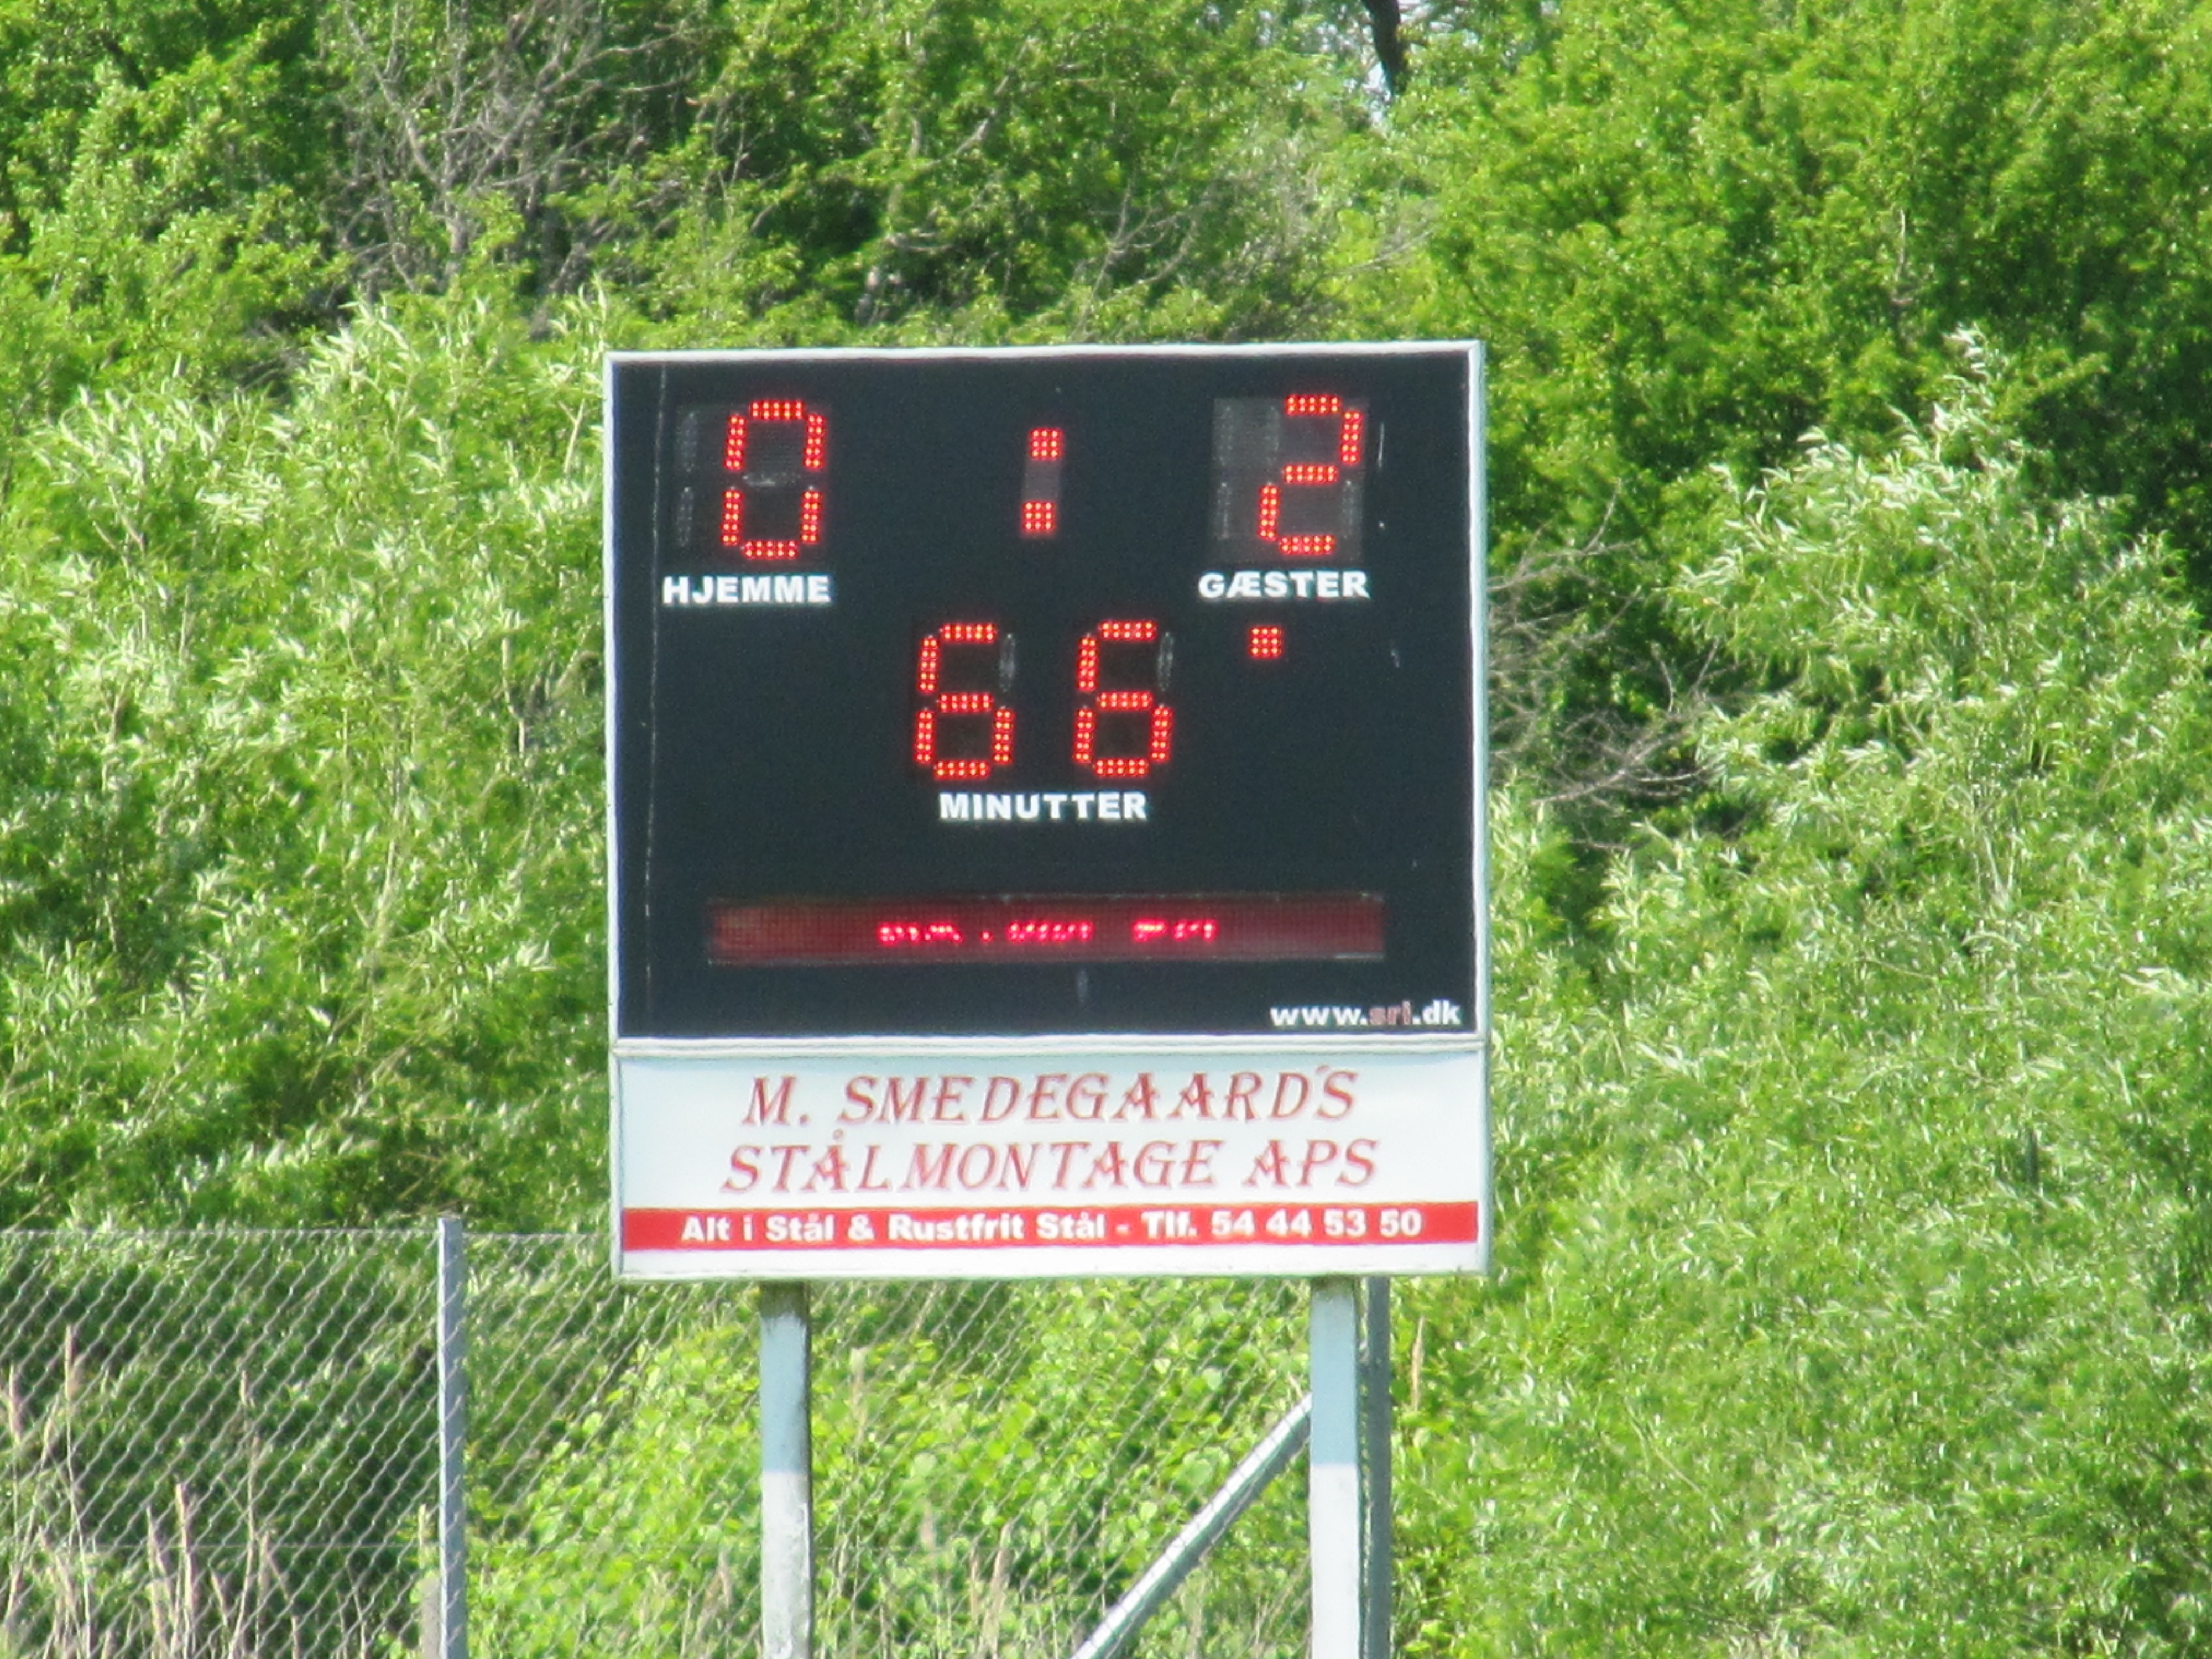 0 : 2
HJEMME GÆSTER
66
MINUTTER
www.sri.dk
M. SMEDEGAARD'S
STÅLMONTAGE APS
Alt i Stål & Rustfrit Stål - Tlf. 54 44 53 50